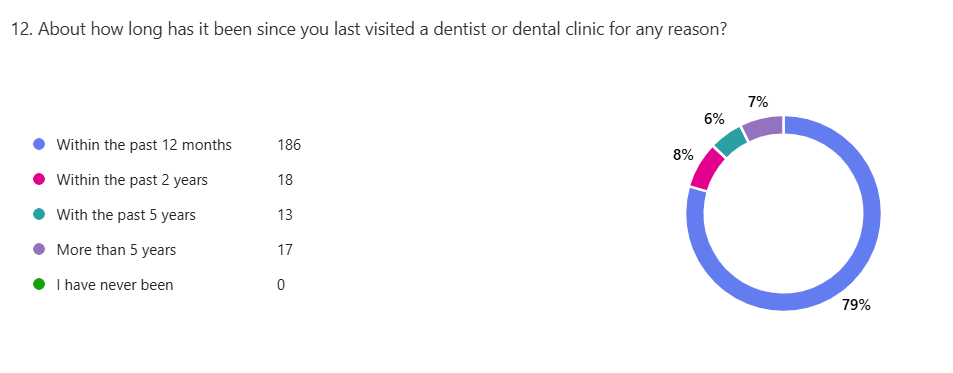 12. About how long has it been since you last visited a dentist or dental clinic for any reason?
Within the past 12 months 186
Within the past 2 years 18
With the past 5 years 13
More than 5 years 17
I have never been 0
7%
6%
8%
79%